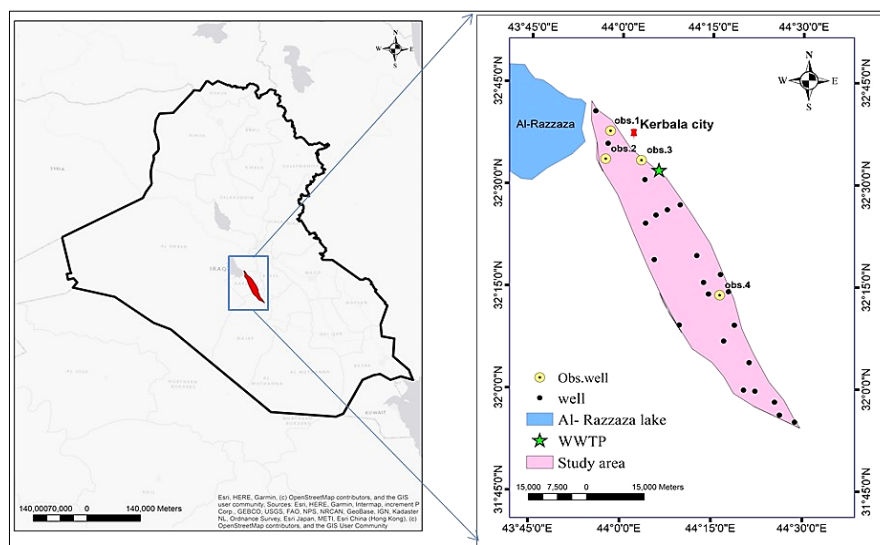 N
W E
S
SYRIA
IRAQ
KUWAIT
140,00070,000 0 140,000 Meters
Esri, HERE, Garmin, (c) OpenStreetMap contributors, and the GIS
user community, Sources: Esri, HERE, Garmin, Intermap, increment P
Corp., GEBCO, USGS, FAO, NPS, NRCAN, GeoBase, IGN, Kadaster
NL, Ordnance Survey, Esri Japan, METI, Esri China (Hong Kong), (c)
OpenStreetMap contributors, and the GIS User Community
43°45'0"E 44°0'0"E 44°15'0"E 44°30'0"E
32°45'0"N
32°30'0"N
32°15'0"N
32°0'0"N
31°45'0"N
N
W E
S
Al-Razzaza
obs.1
Kerbala city
obs.2
obs.3
obs.4
Obs.well
well
Al- Razzaza lake
WWTP
Study area
15,000 7,500 0 15,000 Meters
32°45'0"N
32°30'0"N
32°15'0"N
32°0'0"N
31°45'0"N
43°45'0"E 44°0'0"E 44°15'0"E 44°30'0"E